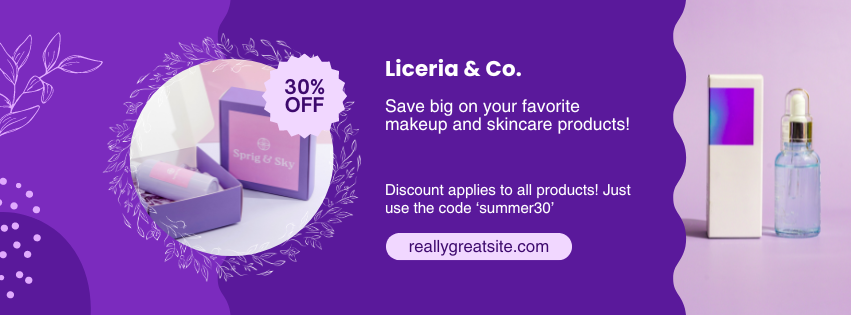 30%
OFF
Sprig & Sky
Liceria & Co.
Save big on your favorite
makeup and skincare products!
Discount applies to all products! Just
use the code ‘summer30’
reallygreatsite.com